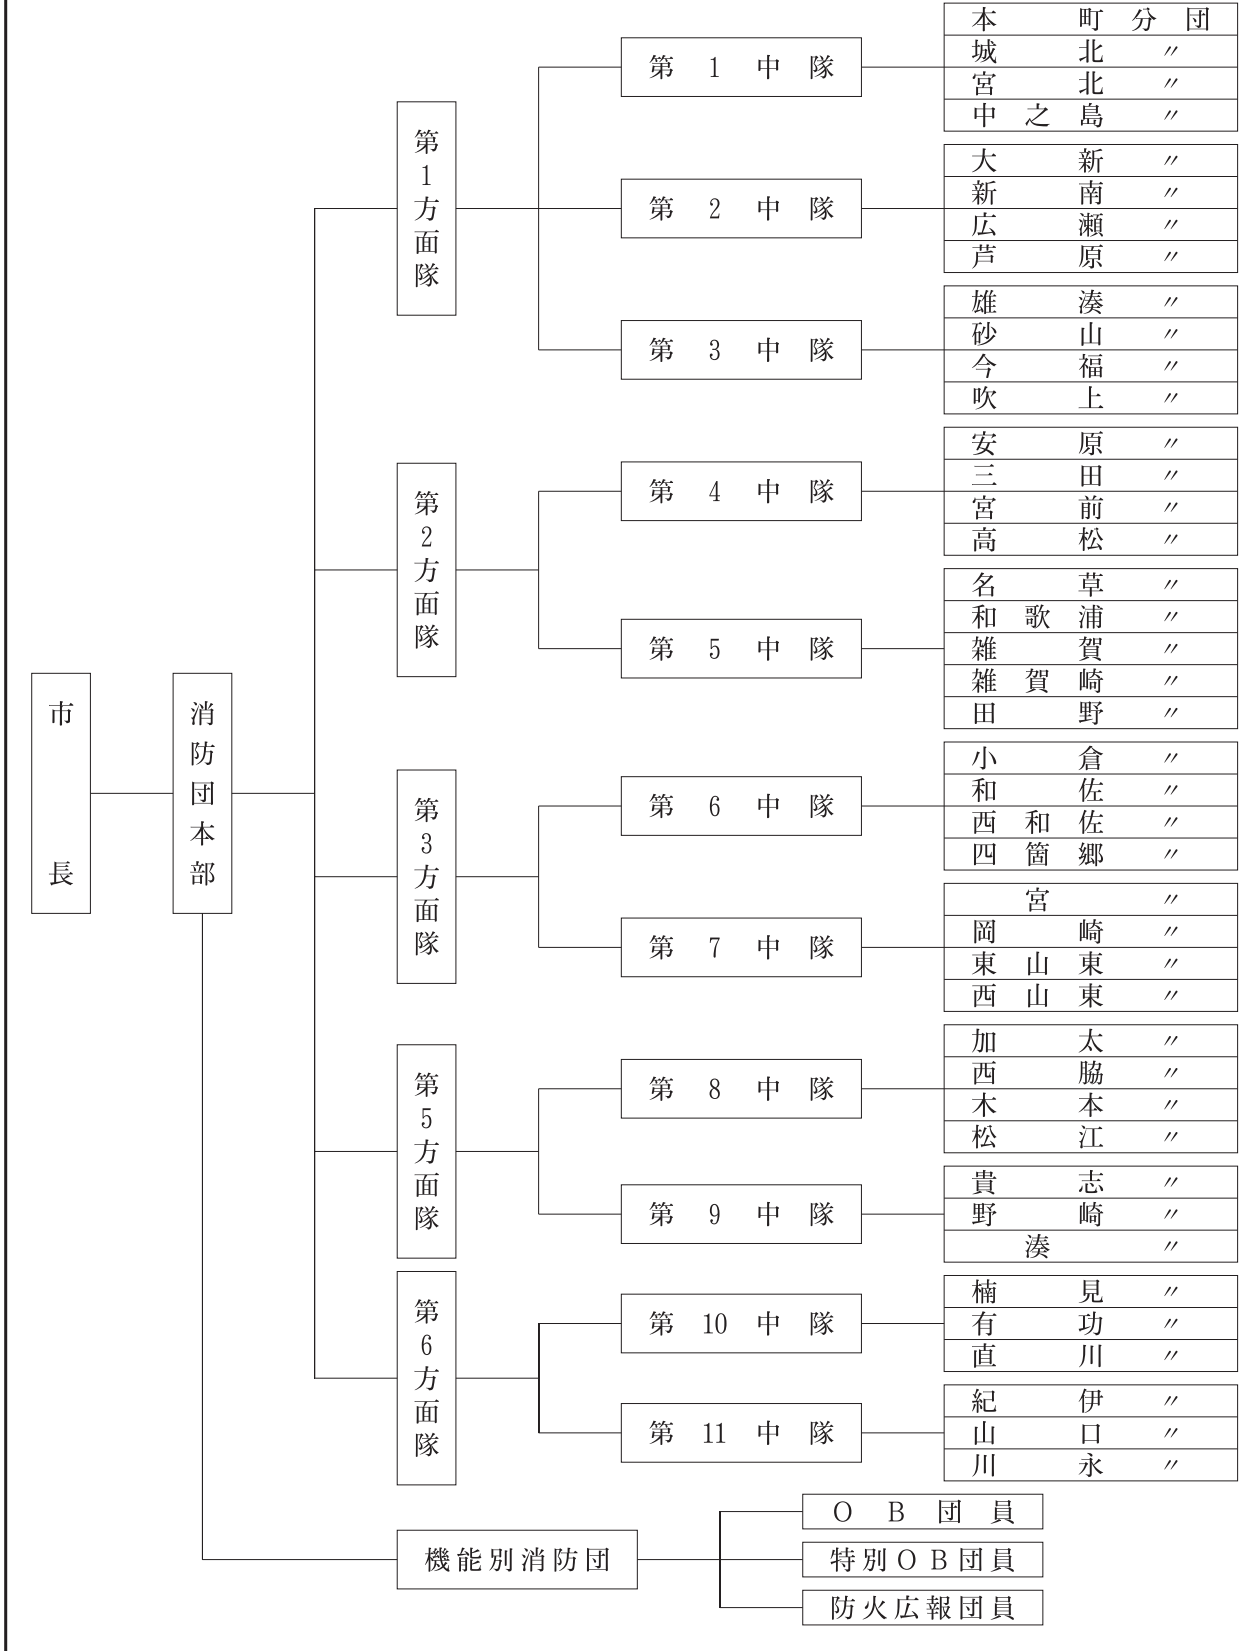 市長
消防団本部
第1方面隊
第1中隊
本町分団
城北〃
宮北〃
中之島〃
第2中隊
大新〃
新南〃
広瀬〃
芦原〃
第3中隊
雄湊〃
砂山〃
今福〃
吹上〃
第2方面隊
第4中隊
安原〃
三田〃
宮前〃
高松〃
第5中隊
名草〃
和歌浦〃
雑賀〃
雑賀崎〃
田野〃
第3方面隊
第6中隊
小倉〃
和佐〃
西和佐〃
四箇郷〃
第7中隊
宮〃
岡崎〃
東山東〃
西山東〃
第5方面隊
第8中隊
加太〃
西脇〃
木本〃
松江〃
第9中隊
貴志〃
野崎〃
湊〃
第6方面隊
第10中隊
楠見〃
有功〃
直川〃
第11中隊
紀伊〃
山口〃
川永〃
機能別消防団
OB団員
特別OB団員
防火広報団員